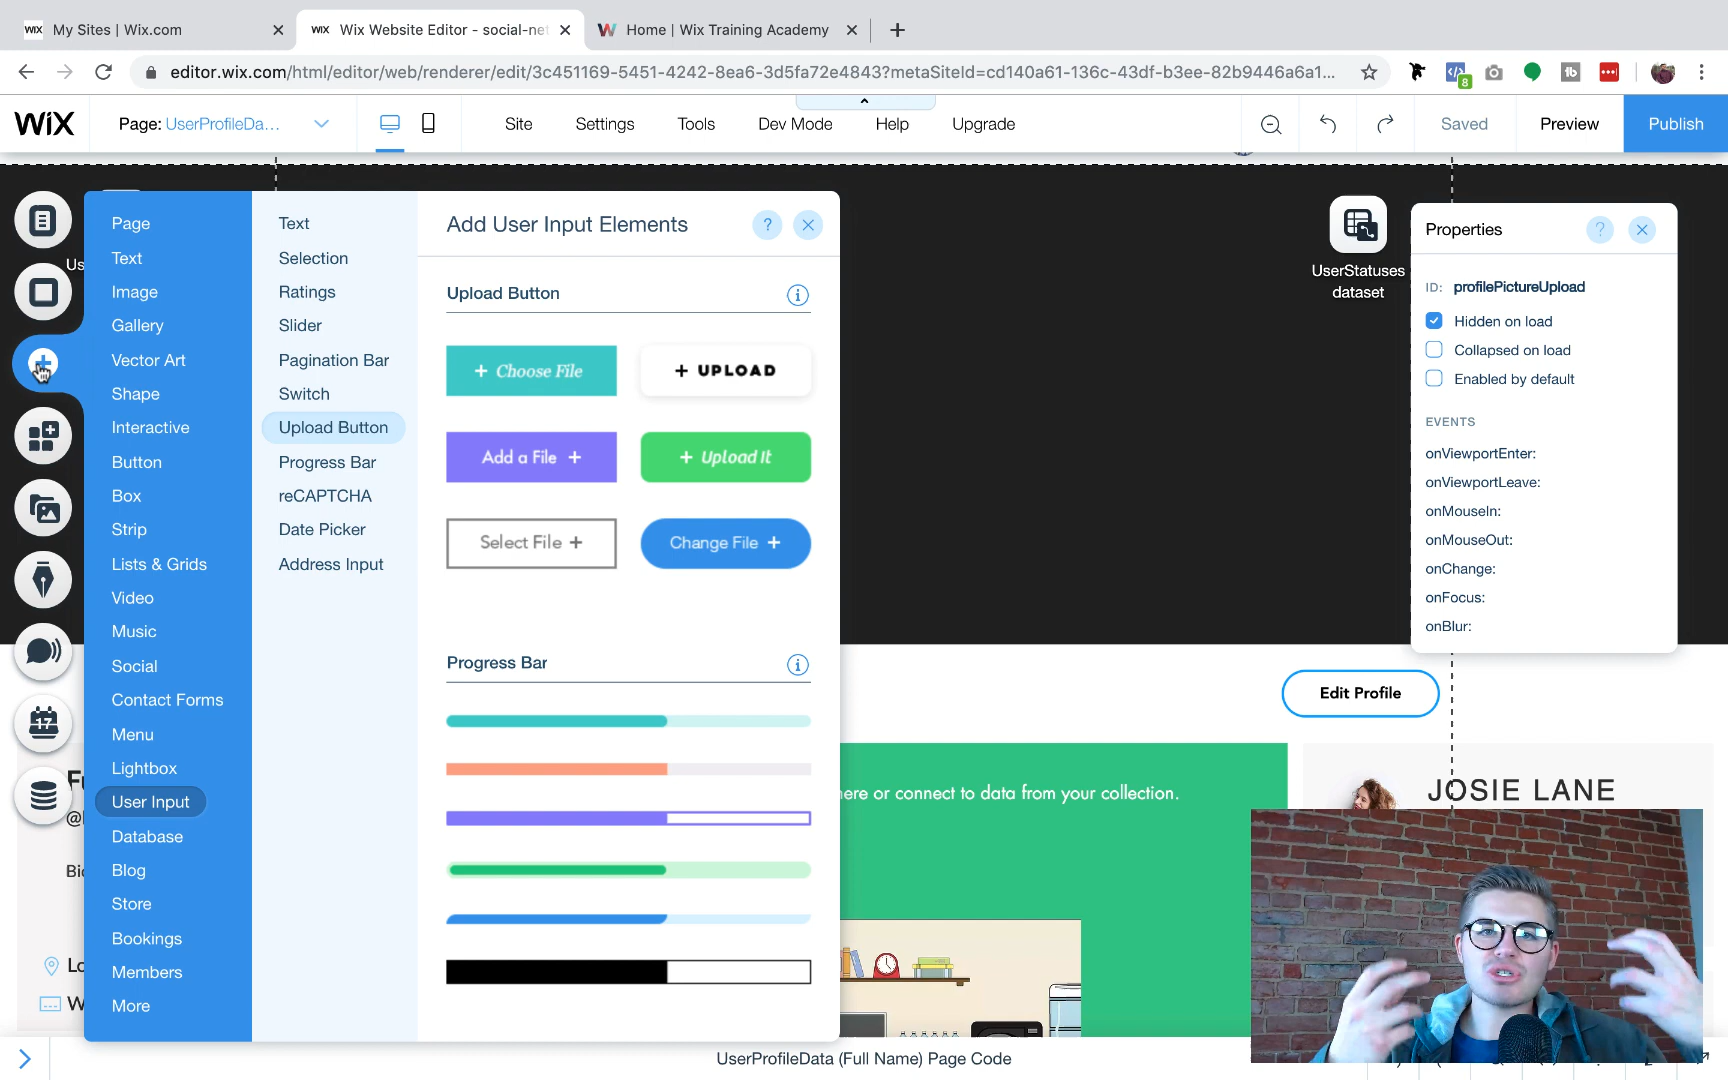 WiX My Sites | Wix.com
WiX Wix Website Editor - social-net
Home | Wix Training Academy
editor.wix.com/html/editor/web/renderer/edit/3c451169-5451-4242-8ea6-3d5fa72e4843?metaSiteId=cd140a61-136c-43df-b3ee-82b9446a6a1...
8
WiX
Page: UserProfileDa...
Site
Settings
Tools
Dev Mode
Help
Upgrade
Saved
Preview
Publish
Page
Text
Image
Gallery
Vector Art
Shape
Interactive
Button
Box
Strip
Lists & Grids
Video
Music
Social
Contact Forms
Menu
Lightbox
User Input
Database
Blog
Store
Bookings
Members
More
17
Text
Selection
Ratings
Slider
Pagination Bar
Switch
Upload Button
Progress Bar
reCAPTCHA
Date Picker
Address Input
Add User Input Elements
?
Upload Button
+ Choose File
+ UPLOAD
Add a File +
+ Upload It
Select File +
Change File +
Progress Bar
UserStatuses
dataset
Properties
?
ID: profilePictureUpload
Hidden on load
Collapsed on load
Enabled by default
EVENTS
onViewportEnter:
onViewportLeave:
onMouseIn:
onMouseOut:
onChange:
onFocus:
onBlur:
Edit Profile
here or connect to data from your collection.
JOSIE LANE
UserProfileData (Full Name) Page Code